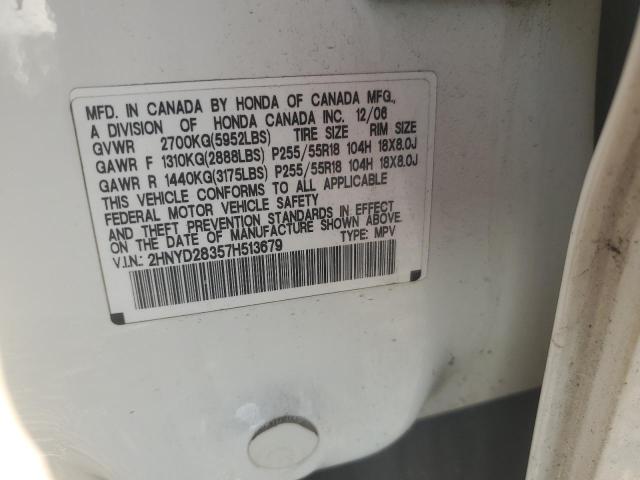 MFD. IN CANADA BY HONDA OF CANADA MFG.,
A DIVISION OF HONDA CANADA INC. 12/06
GVWR 2700KG(5952LBS) TIRE SIZE RIM SIZE
GAWR F 1310KG(2888LBS) P255/55R18 104H 18X8.0J
GAWR R 1440KG(3175LBS) P255/55R18 104H 18X8.0J
THIS VEHICLE CONFORMS TO ALL APPLICABLE
FEDERAL MOTOR VEHICLE SAFETY
AND THEFT PREVENTION STANDARDS IN EFFECT
ON THE DATE OF MANUFACTURE SHOWN ABOVE.
V.I.N.: 2HNYD28357H513679 TYPE: MPV